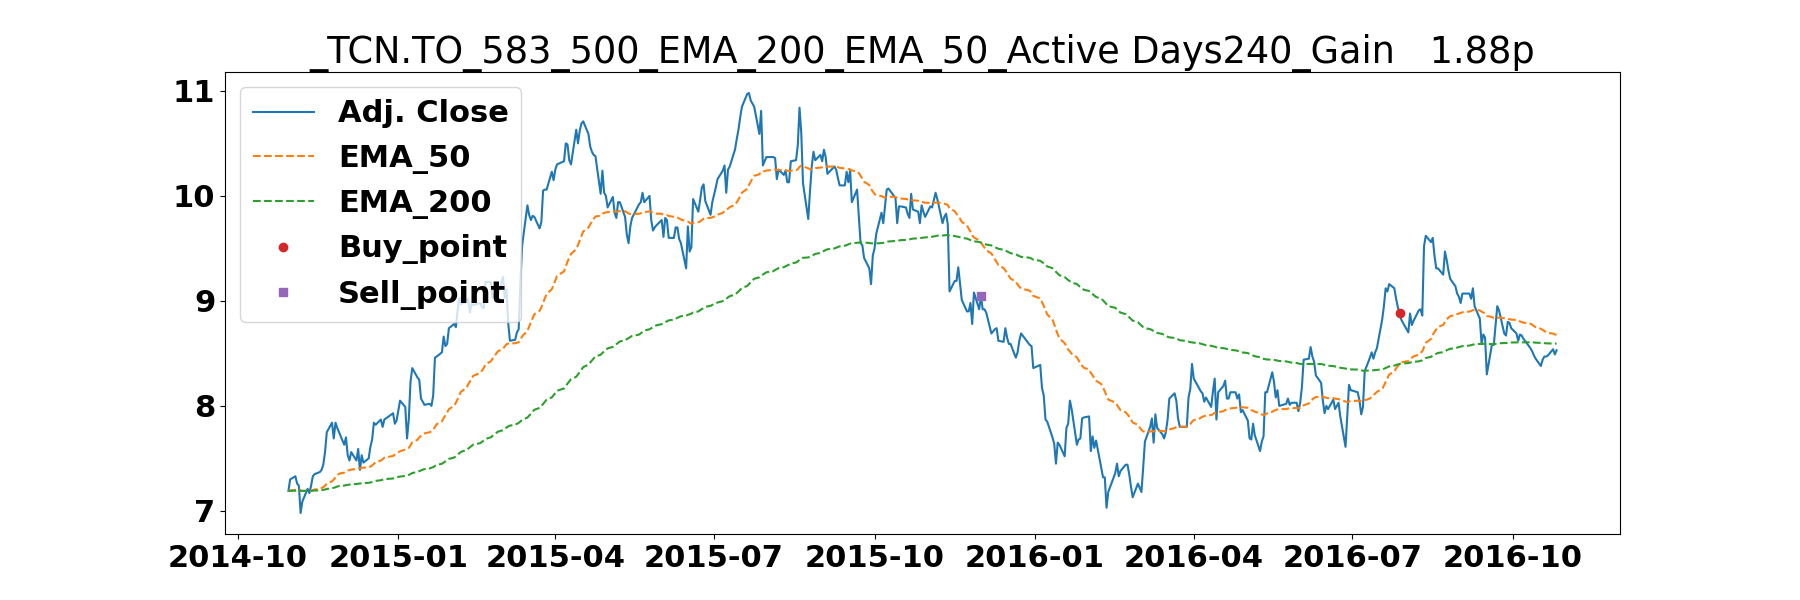 _TCN.TO_583_500_EMA_200_EMA_50_Active Days240_Gain   1.88p
11
10
9
8
7
Adj. Close
EMA_50
EMA_200
Buy_point
Sell_point
2014-10 2015-01 2015-04 2015-07 2015-10 2016-01 2016-04 2016-07 2016-10